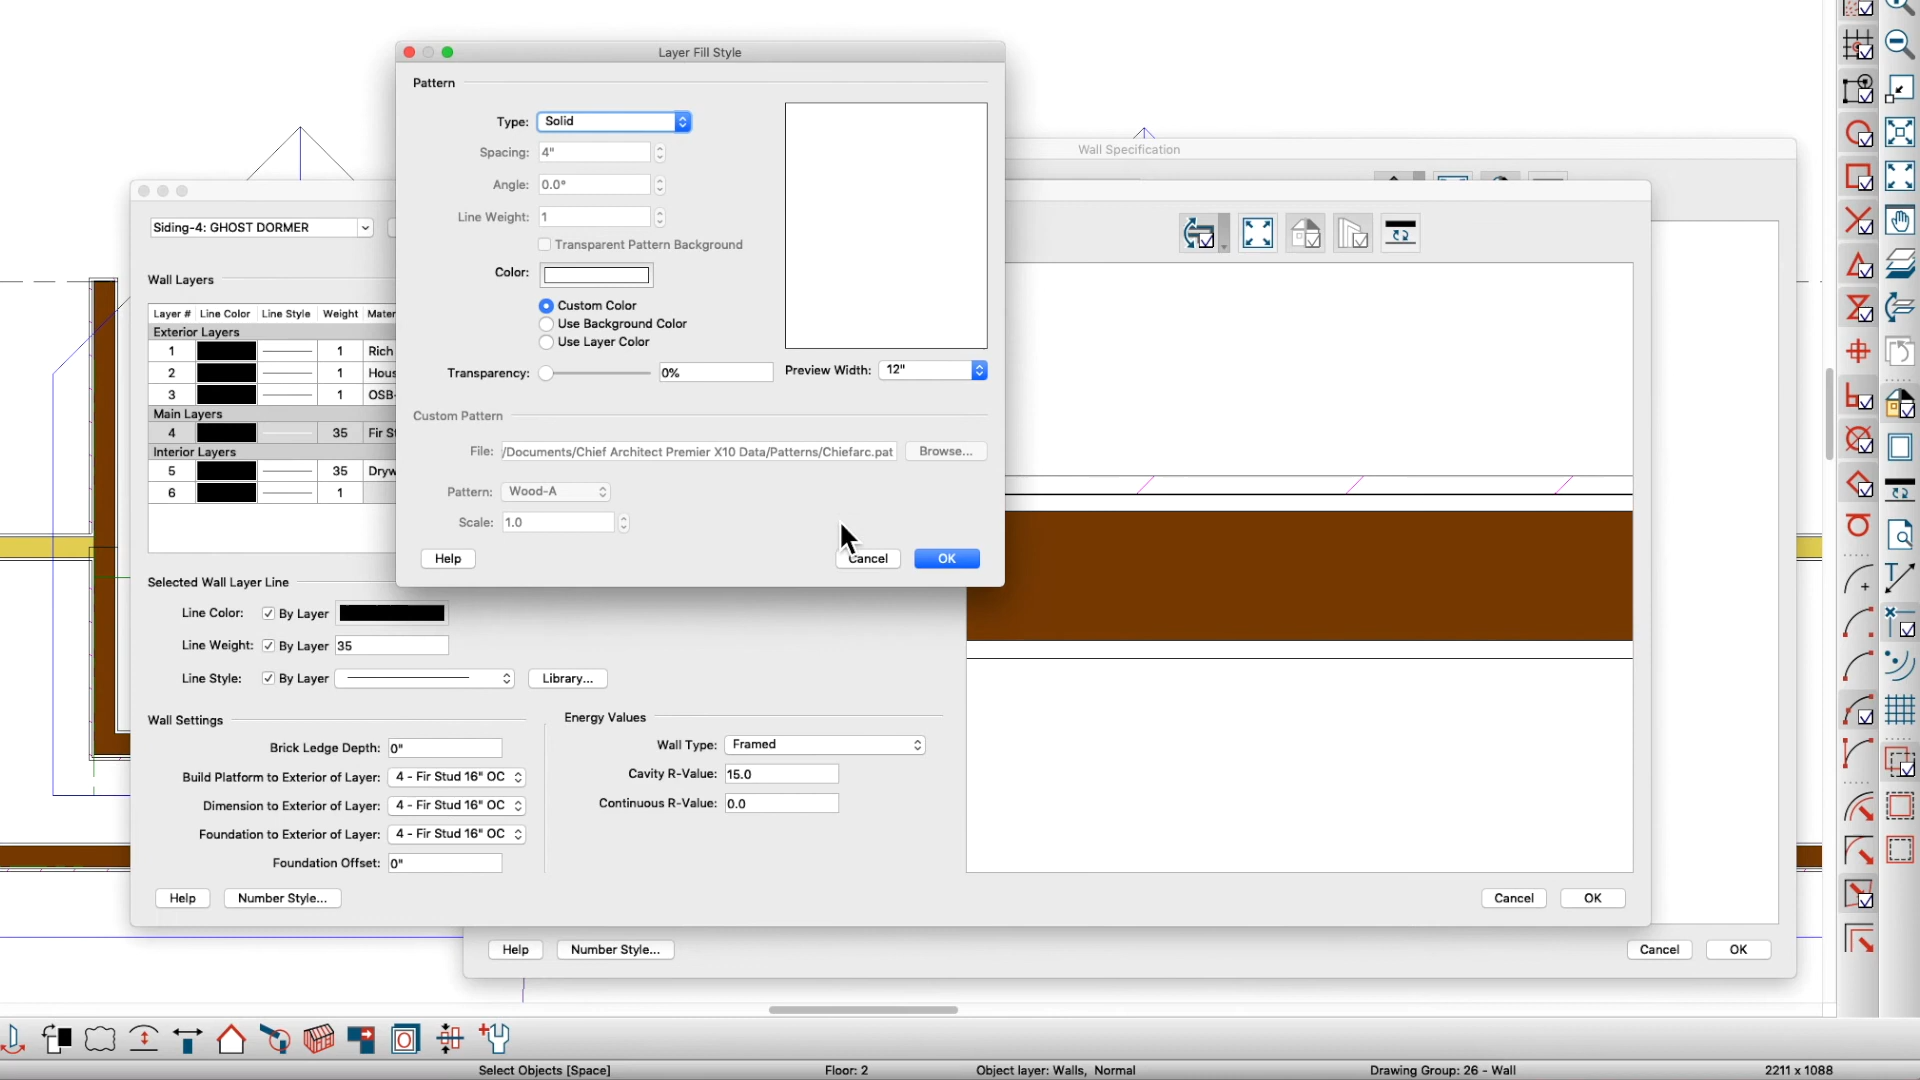 Layer Fill Style
Pattern
Type: Solid
Spacing: 4"
Angle: 0.0°
Line Weight: 1
Transparent Pattern Background
Color:
Custom Color
Use Background Color
Use Layer Color
Transparency: 0%
Preview Width: 12"
Custom Pattern
File: /Documents/Chief Architect Premier X10 Data/Patterns/Chiefarc.pat Browse...
Pattern: Wood-A
Scale: 1.0
Help Cancel OK
Wall Specification
Siding-4: GHOST DORMER
Wall Layers
Layer # Line Color Line Style Weight Mater
Exterior Layers
1 1 Rich
2 1 Hous
3 1 OSB-
Main Layers
4 35 Fir St
Interior Layers
5 35 Dryw
6 1
Selected Wall Layer Line
Line Color: By Layer
Line Weight: By Layer 35
Line Style: By Layer Library...
Wall Settings
Brick Ledge Depth: 0"
Build Platform to Exterior of Layer: 4 - Fir Stud 16" OC
Dimension to Exterior of Layer: 4 - Fir Stud 16" OC
Foundation to Exterior of Layer: 4 - Fir Stud 16" OC
Foundation Offset: 0"
Energy Values
Wall Type: Framed
Cavity R-Value: 15.0
Continuous R-Value: 0.0
Help Number Style... Cancel OK
Help Number Style... Cancel OK
Select Objects [Space] Floor: 2 Object layer: Walls, Normal Drawing Group: 26 - Wall 2211 x 1088